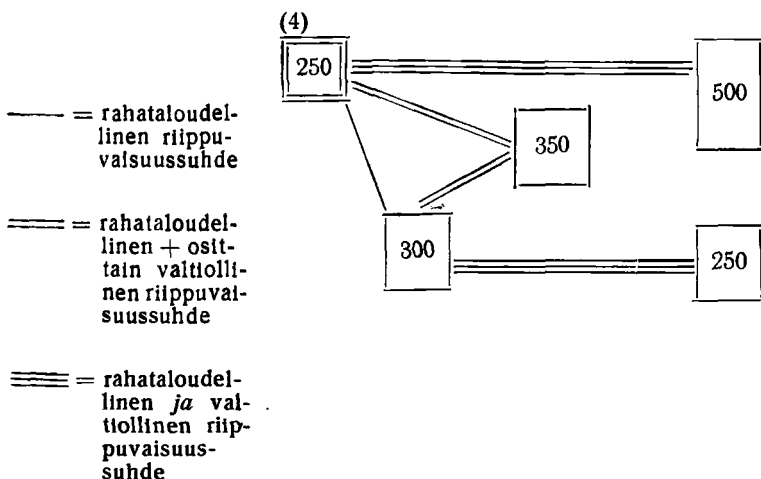 (4)
250
500
350
300
250
= rahataloudel-
linen riippu-
vaisuussuhde
= rahataloudel-
linen + osit-
tain valtiolli-
nen riippuvai-
suussuhde
= rahataloudel-
linen ja val-
tiollinen riip-
puvaisuus-
suhde